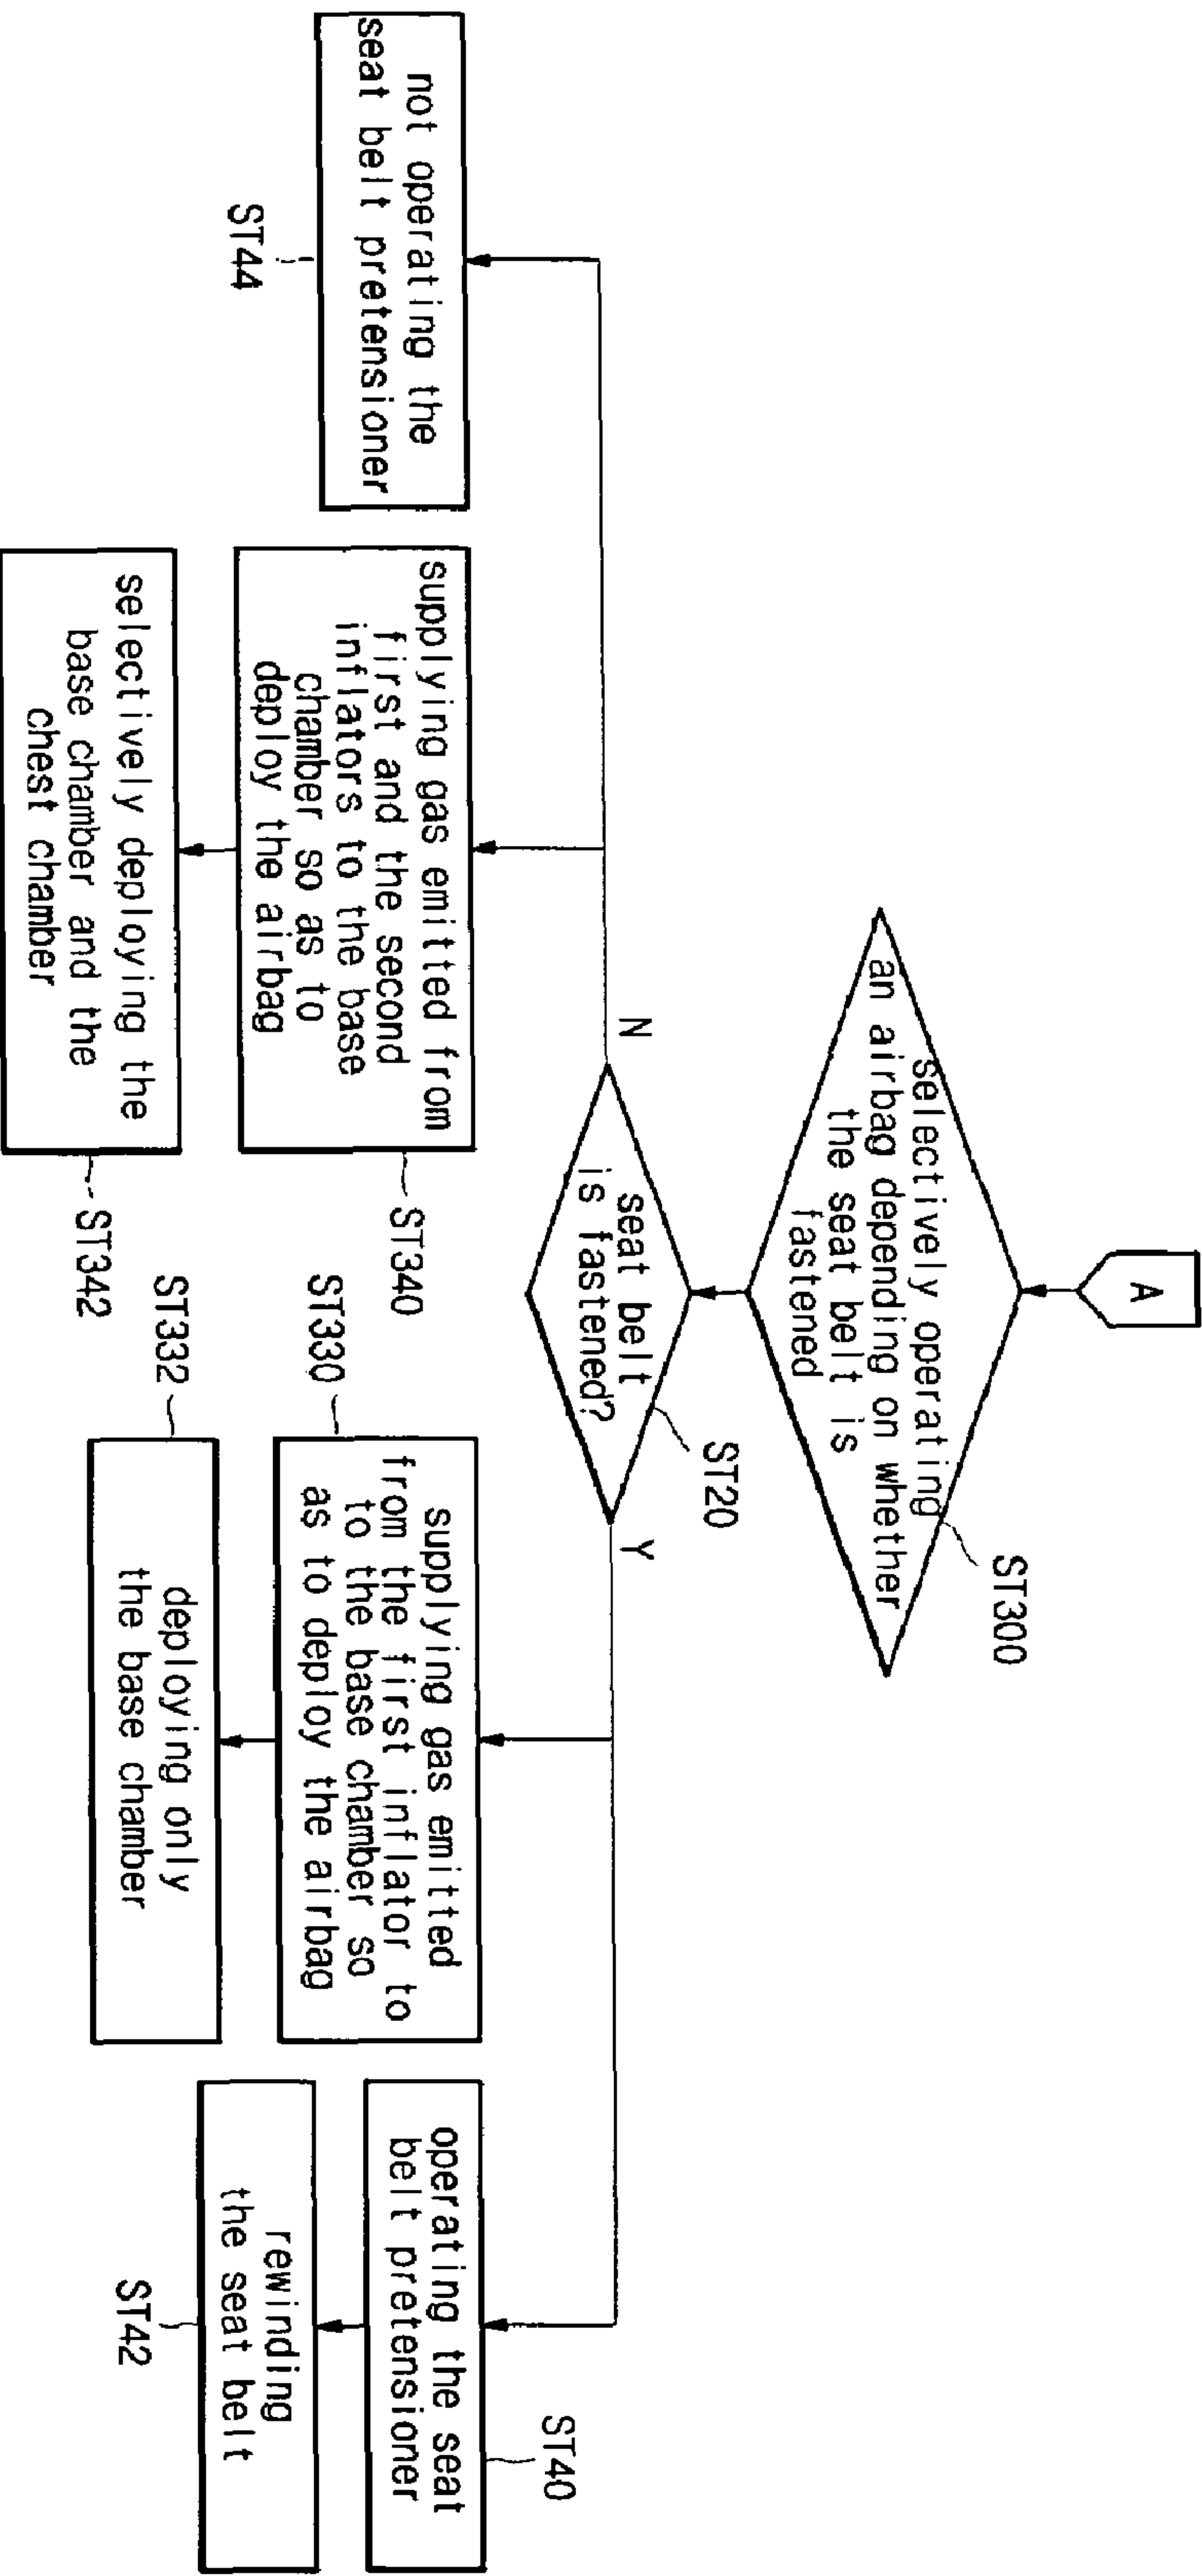 A
selectively operating
an airbag depending on whether
the seat belt is
fastened
ST300
seat belt
is fastened?
ST20
N
Y
not operating the
seat belt pretensioner
ST44
supplying gas emitted from
first and the second
inflators to the base
chamber so as to
deploy the airbag
ST340
selectively deploying the
base chamber and the
chest chamber
ST342
supplying gas emitted
from the first inflator to
to the base chamber so
as to deploy the airbag
ST330
deploying only
the base chamber
ST332
operating the seat
belt pretensioner
ST40
rewinding
the seat belt
ST42